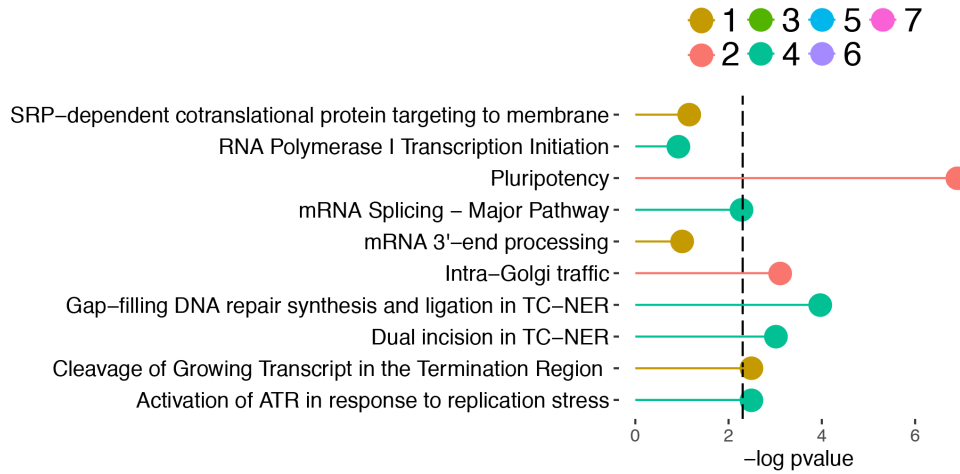 1 3 5 7
2 4 6
SRP−dependent cotranslational protein targeting to membrane
RNA Polymerase I Transcription Initiation
Pluripotency
mRNA Splicing − Major Pathway
mRNA 3'−end processing
Intra−Golgi traffic
Gap−filling DNA repair synthesis and ligation in TC−NER
Dual incision in TC−NER
Cleavage of Growing Transcript in the Termination Region
Activation of ATR in response to replication stress
0 2 4 6
−log pvalue